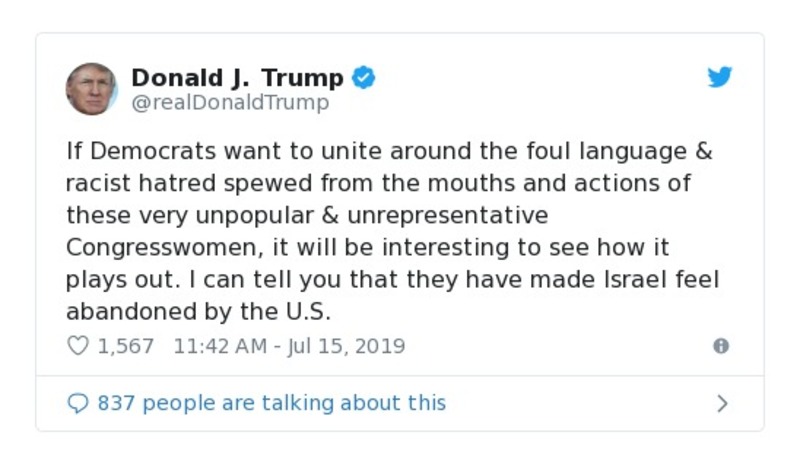 Donald J. Trump
@realDonaldTrump
If Democrats want to unite around the foul language &
racist hatred spewed from the mouths and actions of
these very unpopular & unrepresentative
Congresswomen, it will be interesting to see how it
plays out. I can tell you that they have made Israel feel
abandoned by the U.S.
1,567 11:42 AM - Jul 15, 2019
837 people are talking about this